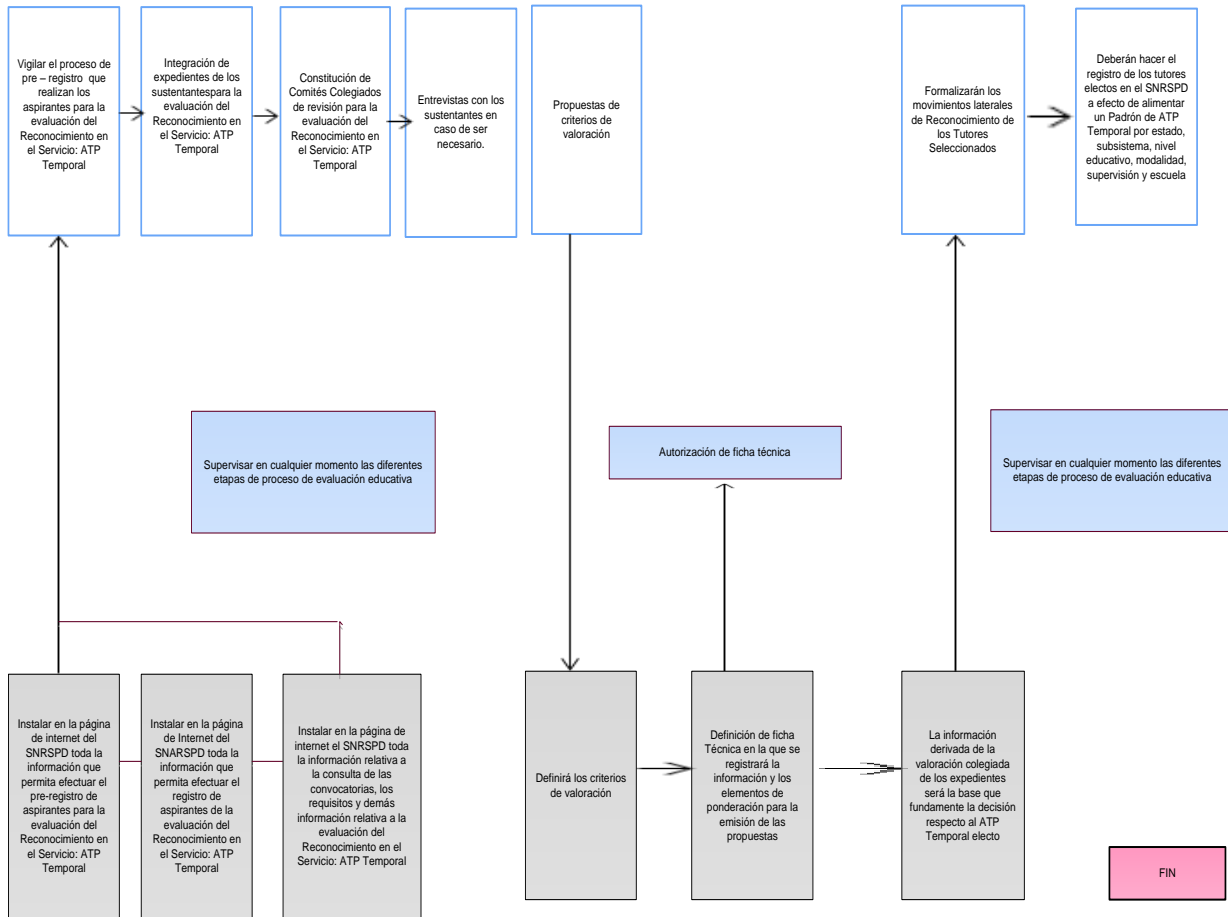 Vigilar el proceso de
pre – registro que
realizan los
aspirantes para la
evaluación del
Reconocimiento en
el Servicio: ATP
Temporal
Integración de
expedientes de los
sustentantespara la
evaluación del
Reconocimiento en
el Servicio: ATP
Temporal
Constitución de
Comités Colegiados
de revisión para la
evaluación del
Reconocimiento en
el Servicio: ATP
Temporal
Entrevistas con los
sustentantes en
caso de ser
necesario.
Propuestas de
criterios de
valoración
Formalizarán los
movimientos laterales
de Reconocimiento de
los Tutores
Seleccionados
Deberán hacer el
registro de los tutores
electos en el SNRSPD
a efecto de alimentar
un Padrón de ATP
Temporal por estado,
subsistema, nivel
educativo, modalidad,
supervisión y escuela
Supervisar en cualquier momento las diferentes
etapas de proceso de evaluación educativa
Autorización de ficha técnica
Supervisar en cualquier momento las diferentes
etapas de proceso de evaluación educativa
Instalar en la página
de internet del
SNRSPD toda la
información que
permita efectuar el
pre-registro de
aspirantes para la
evaluación del
Reconocimiento en
el Servicio: ATP
Temporal
Instalar en la página
de Internet del
SNARSPD toda la
información que
permita efectuar el
registro de
aspirantes de la
evaluación del
Reconocimiento en
el Servicio: ATP
Temporal
Instalar en la página de
internet el SNRSPD toda
la información relativa
a la consulta de las
convocatorias, los
requisitos y demás
información relativa a la
evaluación del
Reconocimiento en el
Servicio: ATP Temporal
Definirá los criterios
de valoración
Definición de ficha
Técnica en la que se
registrará la
información y los
elementos de
ponderación para la
emisión de las
propuestas
La información
derivada de la
valoración colegiada
de los expedientes
será la base que
fundamente la decisión
respecto al ATP
Temporal electo
FIN